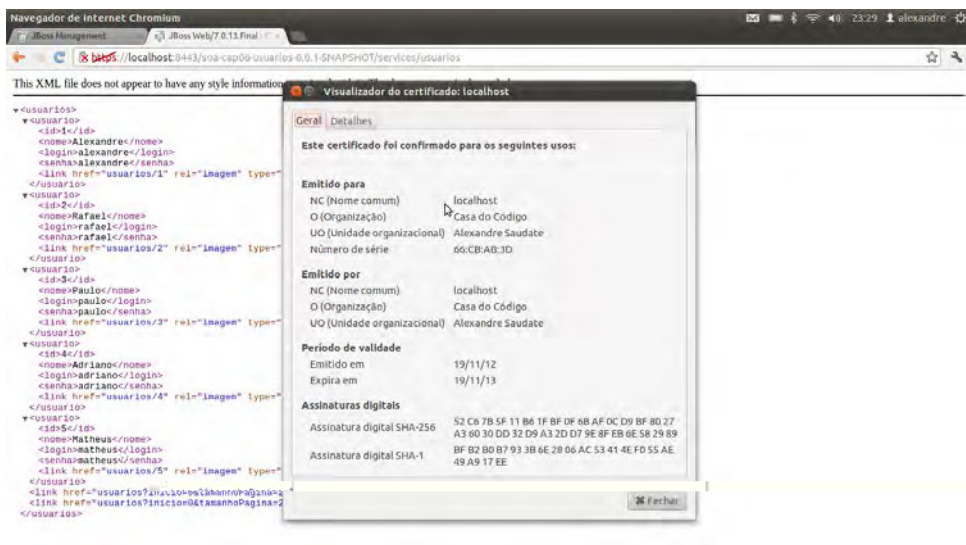 Navegador de Internet Chromium
23:29 alexandre
JBoss Management
JBoss Web/7.0.13.Final
https://localhost:8443/soa-cap06-usuarios-0.0.1-SNAPSHOT/services/usuarios
This XML file does not appear to have any style information
<usuarios>
<usuario>
<id>1</id>
<nome>Alexandre</nome>
<login>alexandre</login>
<senha>alexandre</senha>
<link href="usuarios/1" rel="imagem" type="
</usuario>
<usuario>
<id>2</id>
<nome>Rafael</nome>
<login>rafael</login>
<senha>rafael</senha>
<link href="usuarios/2" rel="imagem" type="
</usuario>
<usuario>
<id>3</id>
<nome>Paulo</nome>
<login>paulo</login>
<senha>paulo</senha>
<link href="usuarios/3" rel="imagem" type="
</usuario>
<usuario>
<id>4</id>
<nome>Adriano</nome>
<login>adriano</login>
<senha>adriano</senha>
<link href="usuarios/4" rel="imagem" type="
</usuario>
<usuario>
<id>5</id>
<nome>Matheus</nome>
<login>matheus</login>
<senha>matheus</senha>
<link href="usuarios/5" rel="imagem" type="
</usuario>
<link href="usuarios?inicio=0&tamanhoPagina=2
</usuarios>
Visualizador do certificado: localhost
Geral Detalhes
Este certificado foi confirmado para os seguintes usos:
Emitido para
NC (Nome comum) localhost
O (Organização) Casa do Código
UO (Unidade organizacional) Alexandre Saudate
Número de série 66:CB:AB:3D
Emitido por
NC (Nome comum) localhost
O (Organização) Casa do Código
UO (Unidade organizacional) Alexandre Saudate
Período de validade
Emitido em 19/11/12
Expira em 19/11/13
Assinaturas digitais
Assinatura digital SHA-256 52 C6 7B 5F 11 B6 1F BF 0F 6B AF 0C D9 BF 80 27
A3 60 30 DD 32 D9 A3 2D D7 9E 8F EB 6E 58 29 89
Assinatura digital SHA-1 BF B2 B0 B7 93 3B 6E 28 06 AC 53 41 4E F0 55 AE
49 A9 17 EE
Fechar